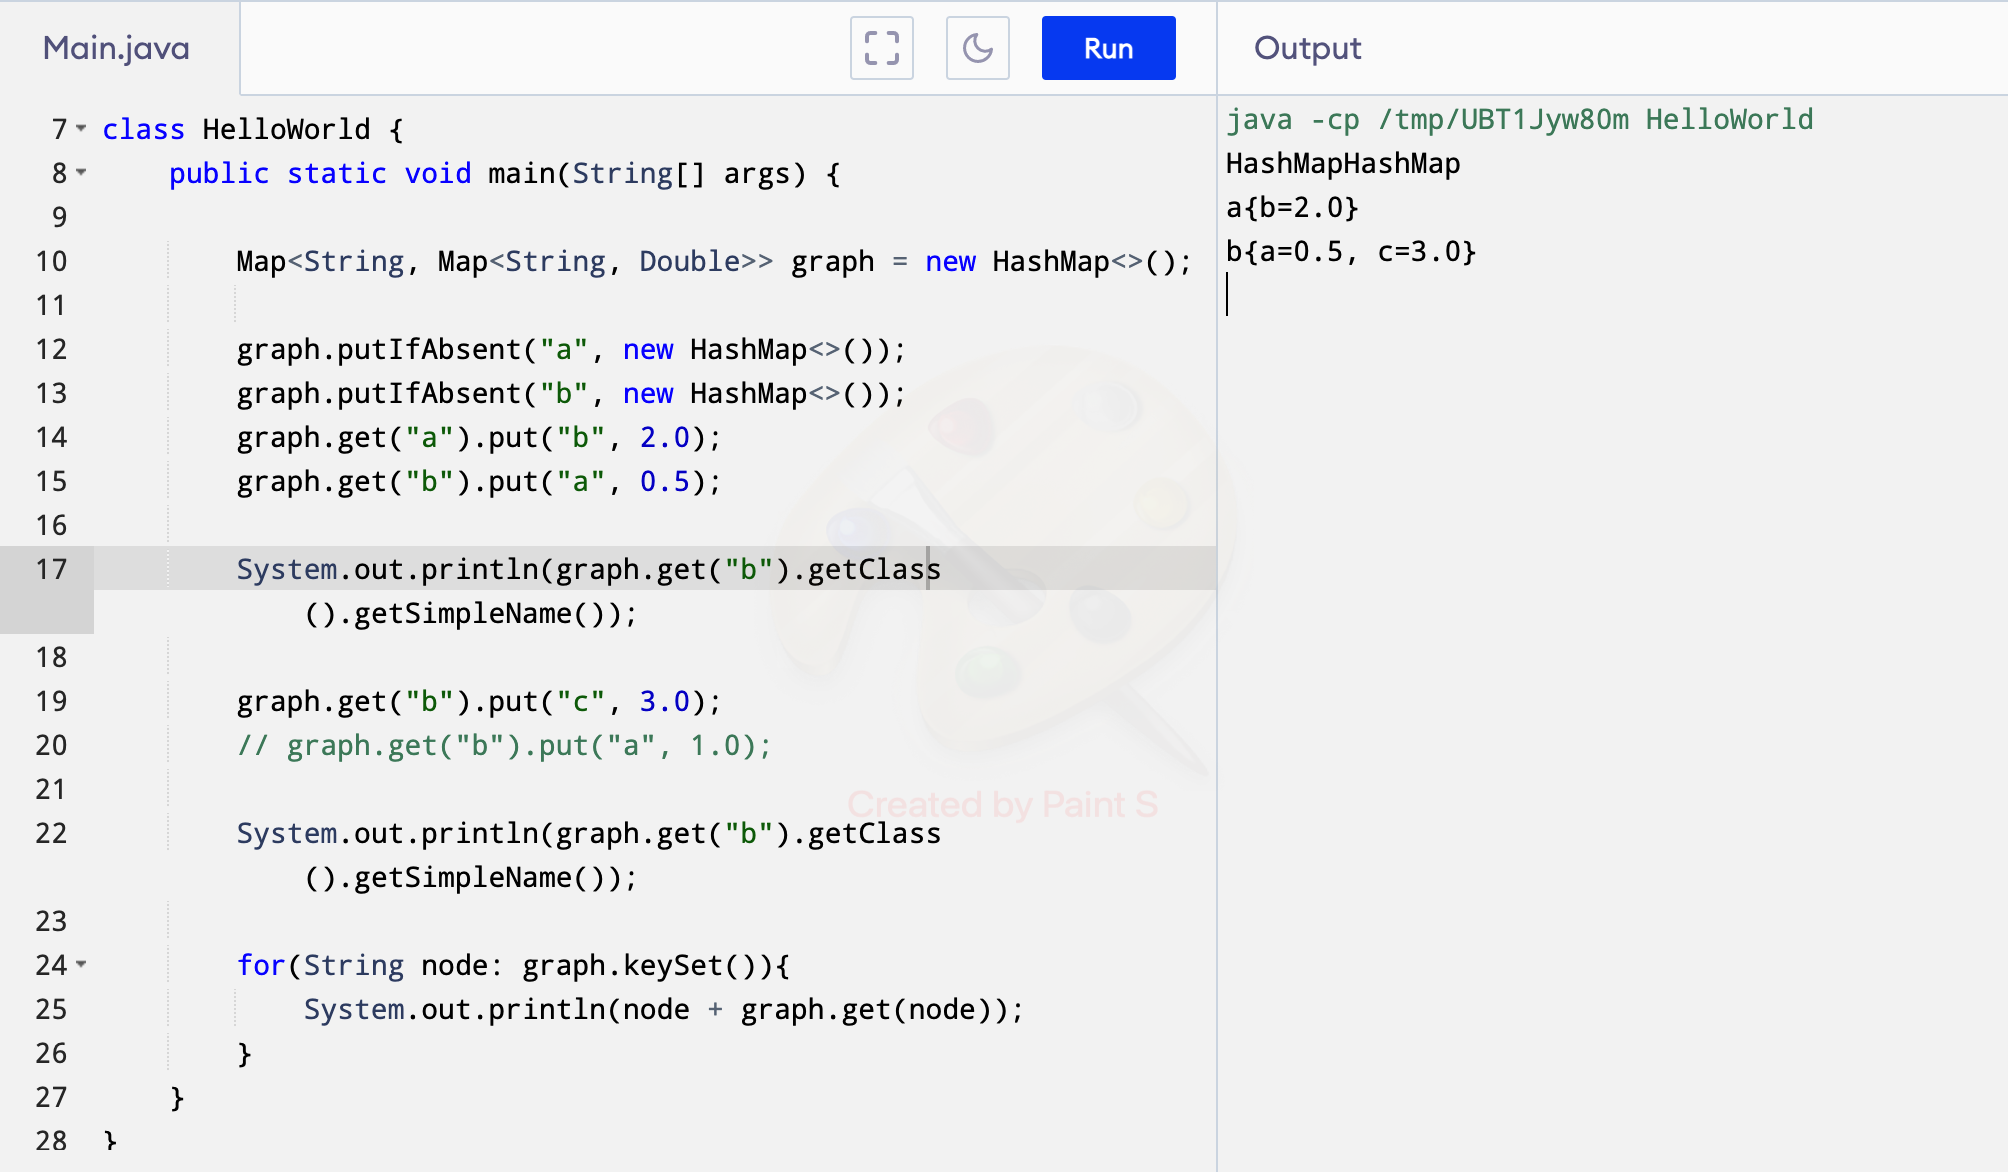 Main.java
Run
Output
7 class HelloWorld {
8 public static void main(String[] args) {
9
10 Map<String, Map<String, Double>> graph = new HashMap<>();
11
12 graph.putIfAbsent("a", new HashMap<>());
13 graph.putIfAbsent("b", new HashMap<>());
14 graph.get("a").put("b", 2.0);
15 graph.get("b").put("a", 0.5);
16
17 System.out.println(graph.get("b").getClass
().getSimpleName());
18
19 graph.get("b").put("c", 3.0);
20 // graph.get("b").put("a", 1.0);
21
22 System.out.println(graph.get("b").getClass
().getSimpleName());
23
24 for(String node: graph.keySet()){
25 System.out.println(node + graph.get(node));
26 }
27 }
28 }
Created by Paint S
java -cp /tmp/UBT1Jyw80m HelloWorld
HashMapHashMap
a{b=2.0}
b{a=0.5, c=3.0}